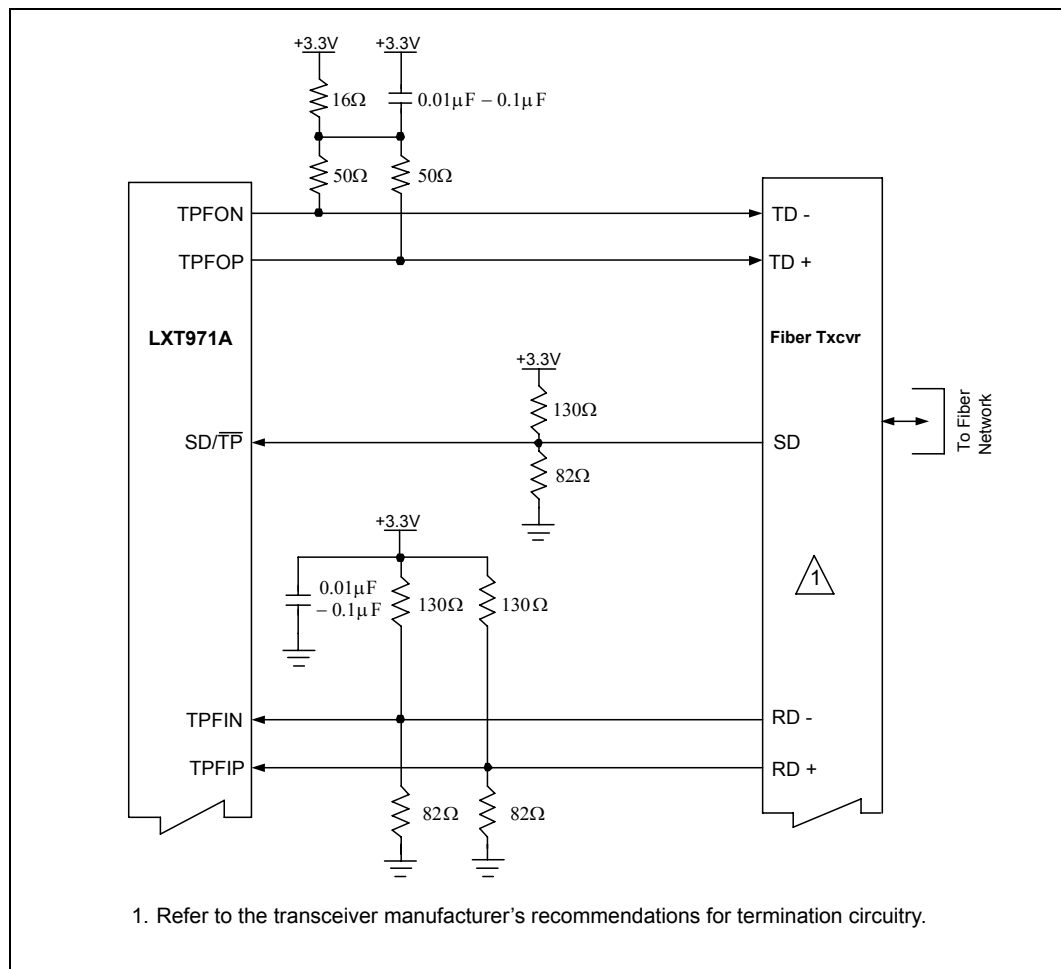 +3.3V +3.3V
16Ω 0.01µF – 0.1µF
50Ω 50Ω
TPFON TD -
TPFOP TD +
LXT971A Fiber Txcvr
+3.3V
130Ω
SD/T̅P̅ SD
To Fiber
Network
82Ω
+3.3V
0.01µF
– 0.1µF
130Ω 130Ω
1
TPFIN RD -
TPFIP RD +
82Ω 82Ω
1. Refer to the transceiver manufacturer’s recommendations for termination circuitry.